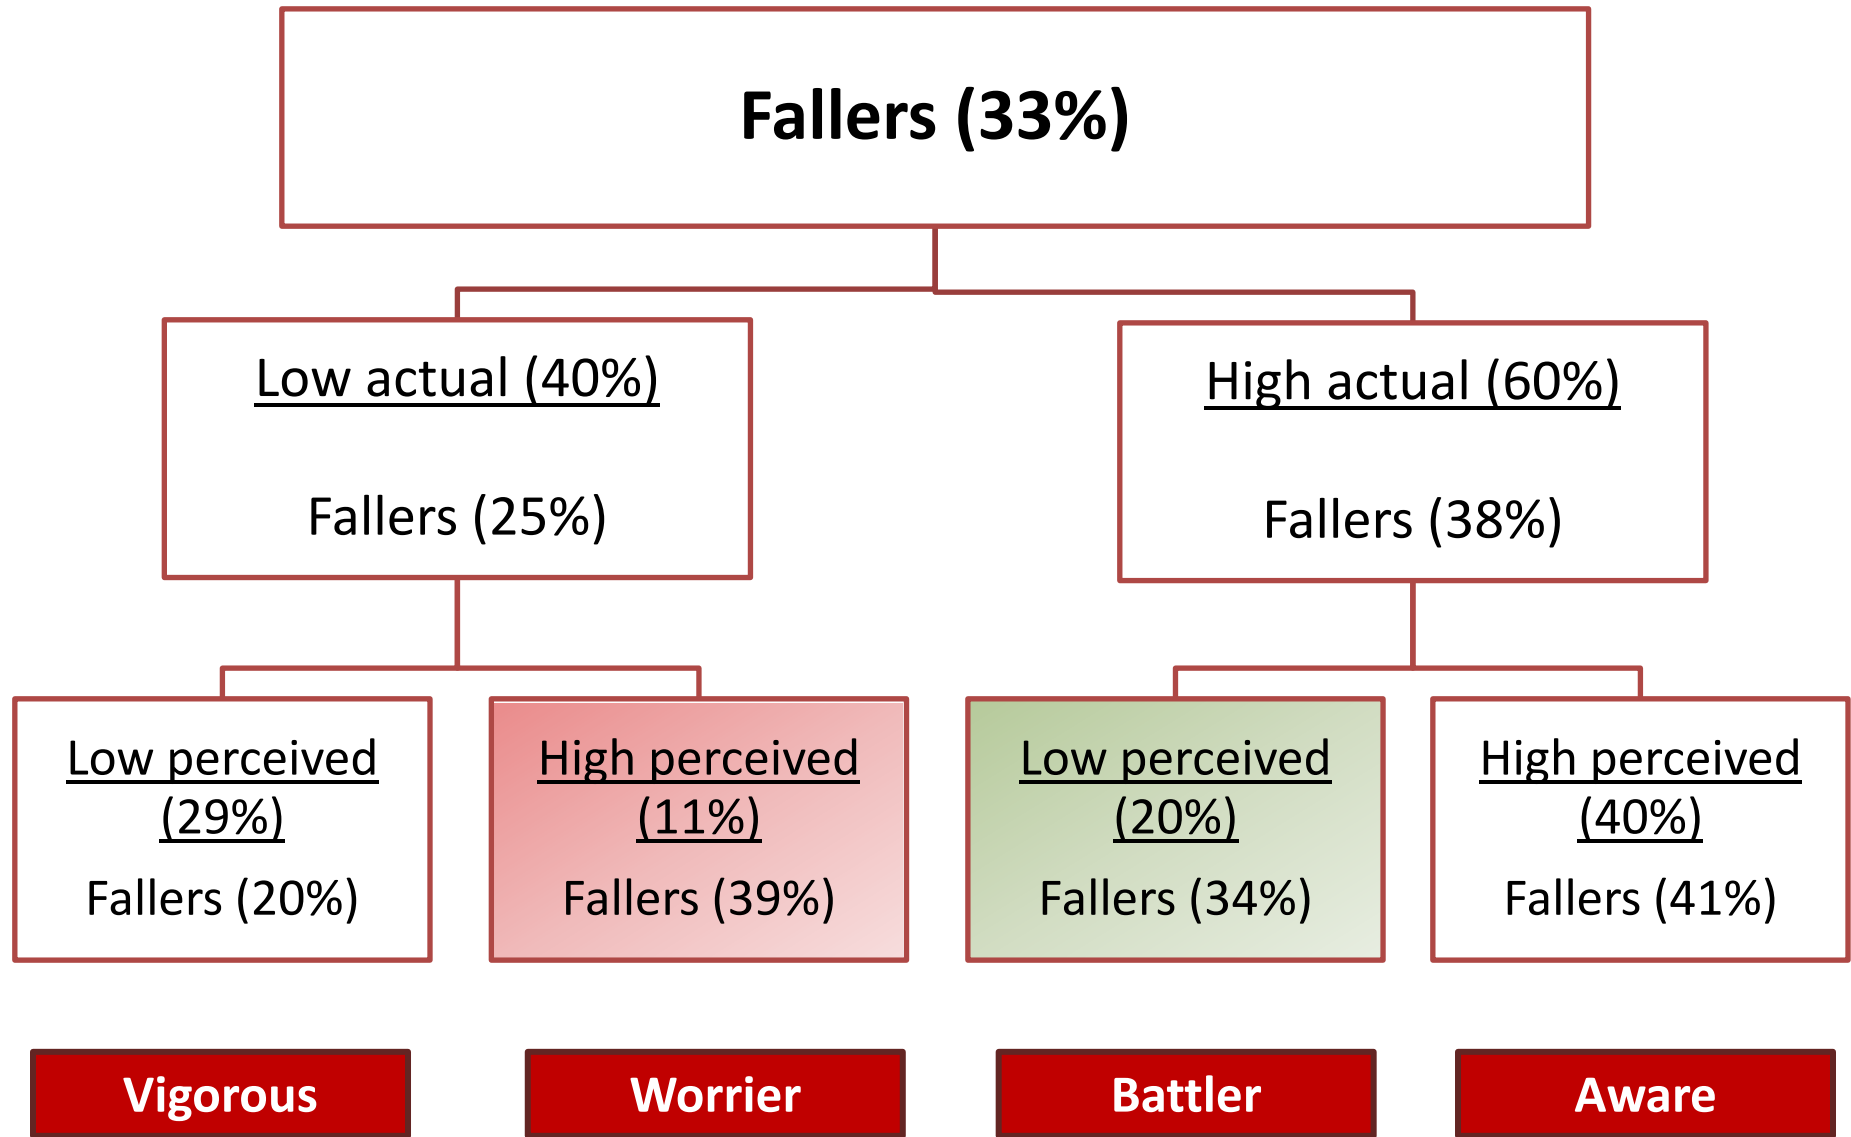 Fallers (33%)
Low actual (40%)
Fallers (25%)
High actual (60%)
Fallers (38%)
Low perceived
(29%)
Fallers (20%)
High perceived
(11%)
Fallers (39%)
Low perceived
(20%)
Fallers (34%)
High perceived
(40%)
Fallers (41%)
Vigorous
Worrier
Battler
Aware